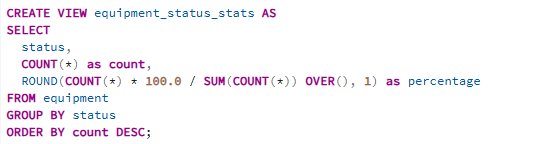 CREATE VIEW equipment_status_stats AS
SELECT
  status,
  COUNT(*) as count,
  ROUND(COUNT(*) * 100.0 / SUM(COUNT(*)) OVER(), 1) as percentage
FROM equipment
GROUP BY status
ORDER BY count DESC;